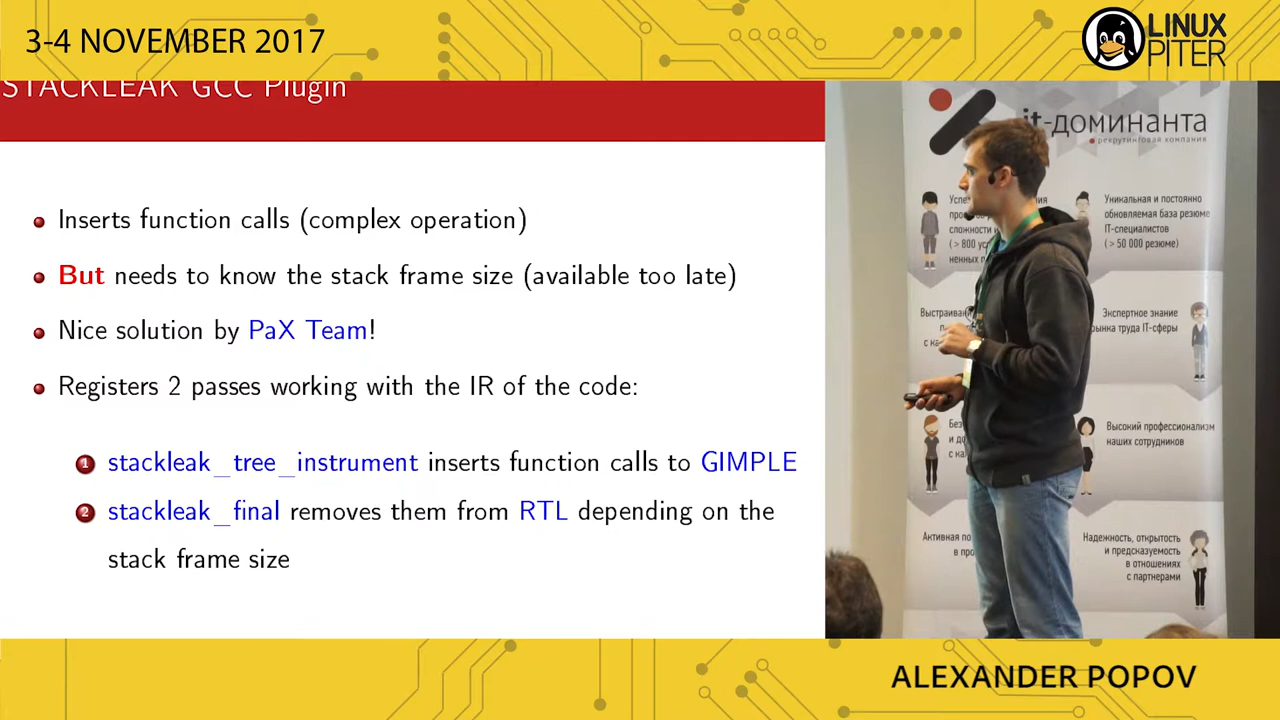 3-4 NOVEMBER 2017
LINUX
PITER
STACKLEAK GCC Plugin
Inserts function calls (complex operation)
But needs to know the stack frame size (available too late)
Nice solution by PaX Team!
Registers 2 passes working with the IR of the code:
1 stackleak_tree_instrument inserts function calls to GIMPLE
2 stackleak_final removes them from RTL depending on the
stack frame size
it-доминанта
рекрутинговая компания
Уникальная и постоянно
обновляемая база резюме
IT-специалистов
(> 50 000 резюме)
Экспертное знание
рынка труда IT-сферы
Высокий профессионализм
наших сотрудников
Активная
Надежность, открытость
и предсказуемость
в отношениях
с партнерами
ALEXANDER POPOV